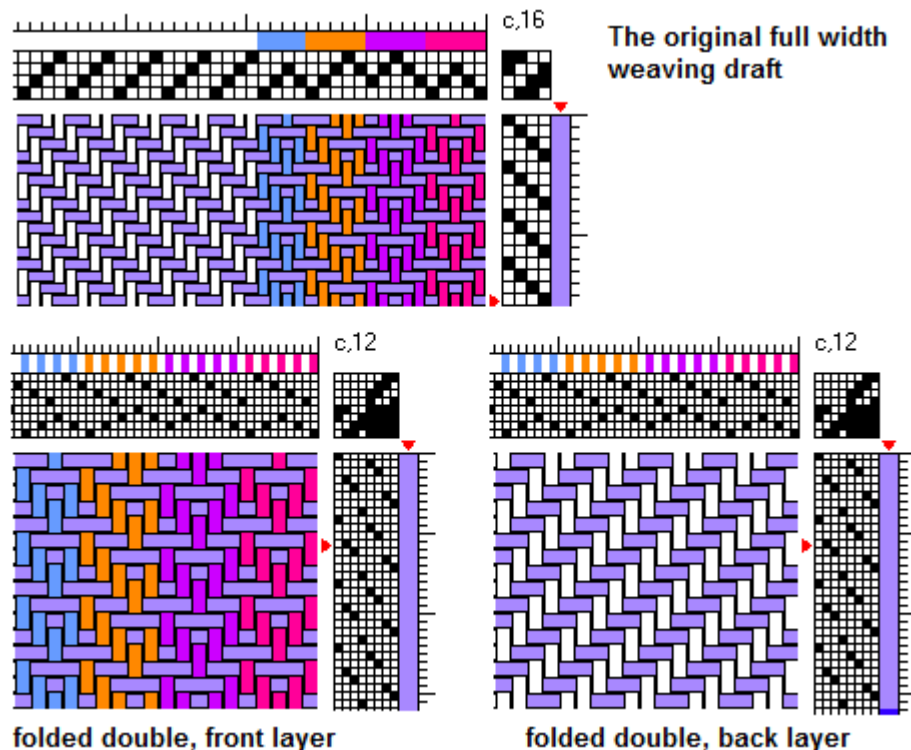 c,16
The original full width
weaving draft
c,12
c,12
folded double, front layer
folded double, back layer